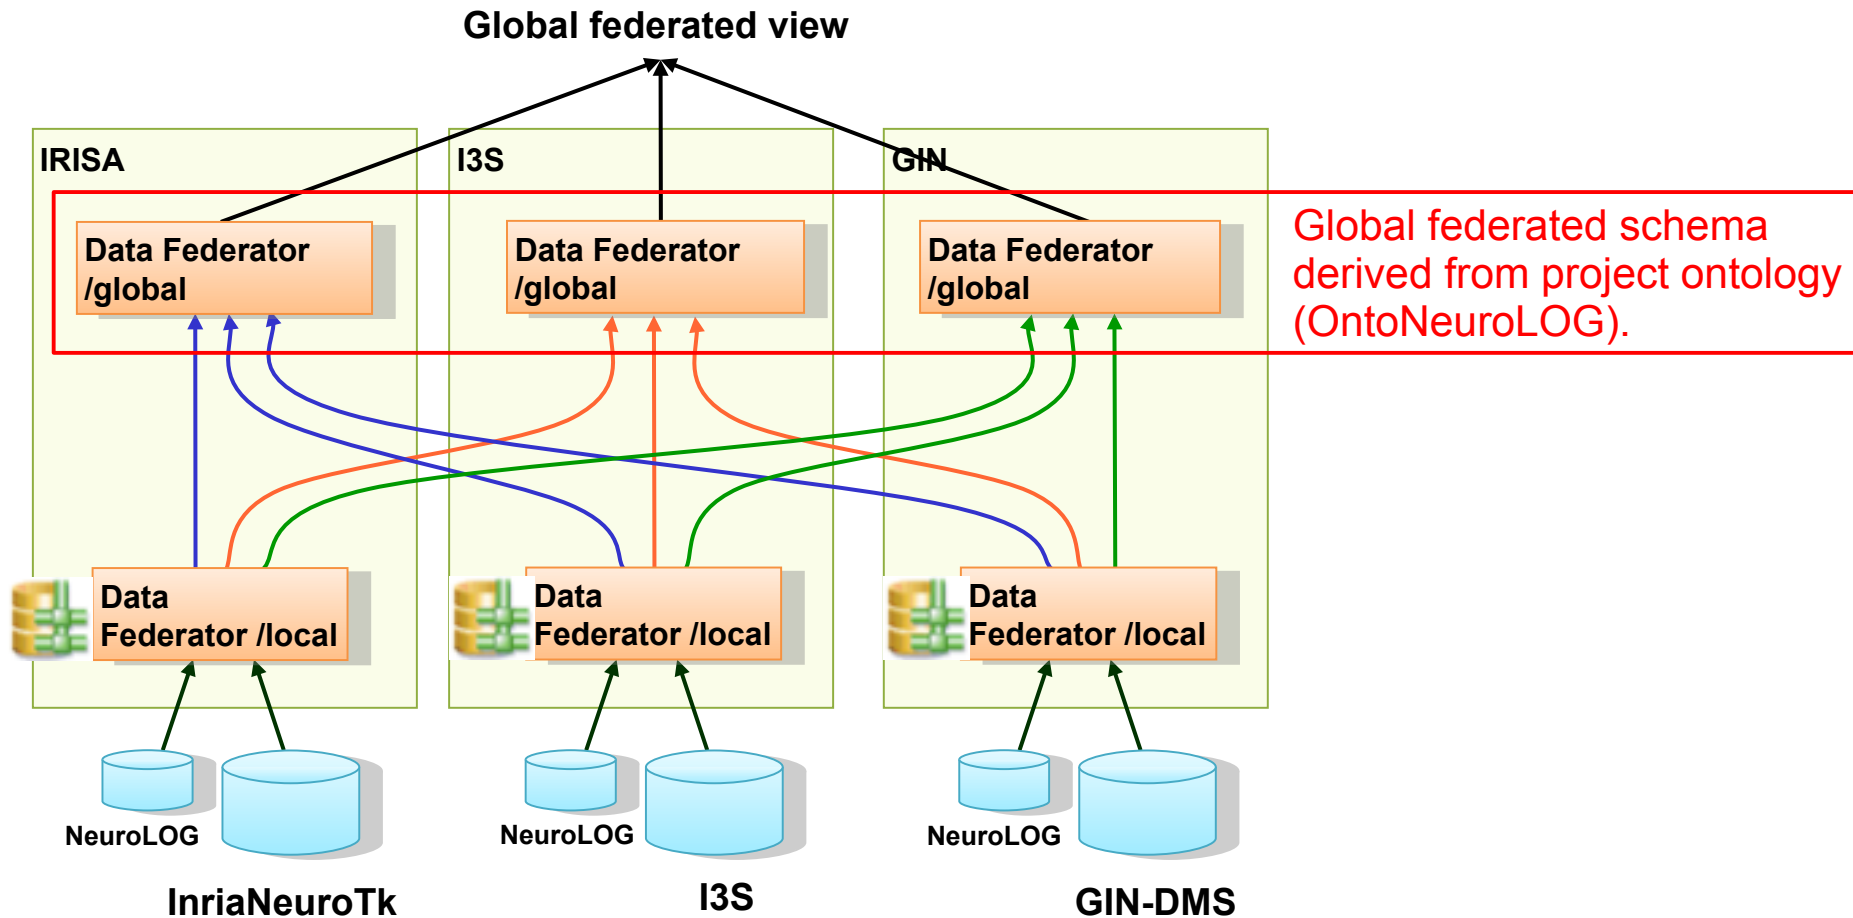 Global federated view
IRISA
I3S
GIN
Data Federator
/global
Data Federator
/global
Data Federator
/global
Global federated schema
derived from project ontology
(OntoNeuroLOG).
Data
Federator /local
Data
Federator /local
Data
Federator /local
NeuroLOG
NeuroLOG
NeuroLOG
InriaNeuroTk
I3S
GIN-DMS